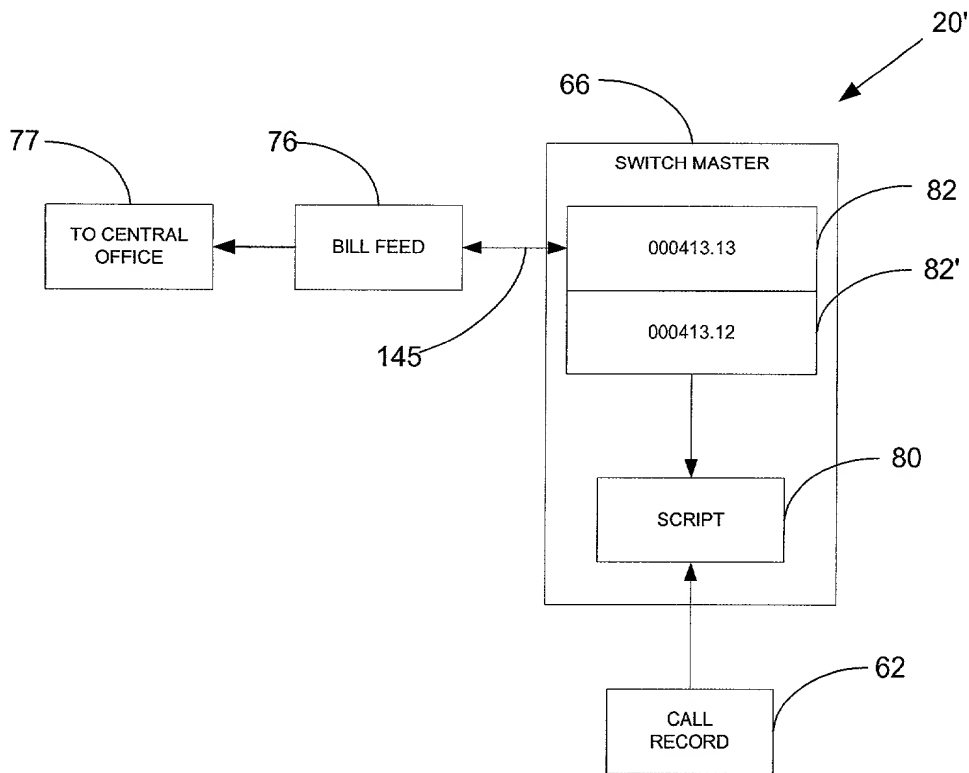 20'
66
77
76
SWITCH MASTER
82
TO CENTRAL
OFFICE
BILL FEED
000413.13
82'
145
000413.12
80
SCRIPT
62
CALL
RECORD